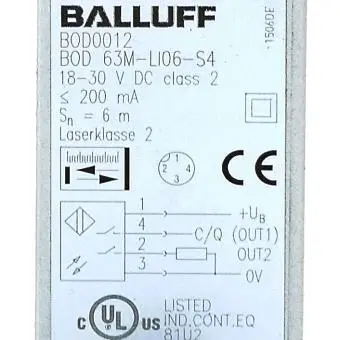 BALLUFF
1506DE
BOD0012
BOD 63M-LI06-S4
18-30 V DC class 2
≤ 200 mA
Sn = 6 m
Laserklasse 2
1
2 4
3
CE
1 +UB
4 C/Q (OUT1)
2 OUT2
3 0V
C UL US
LISTED
IND.CONT.EQ
81U2